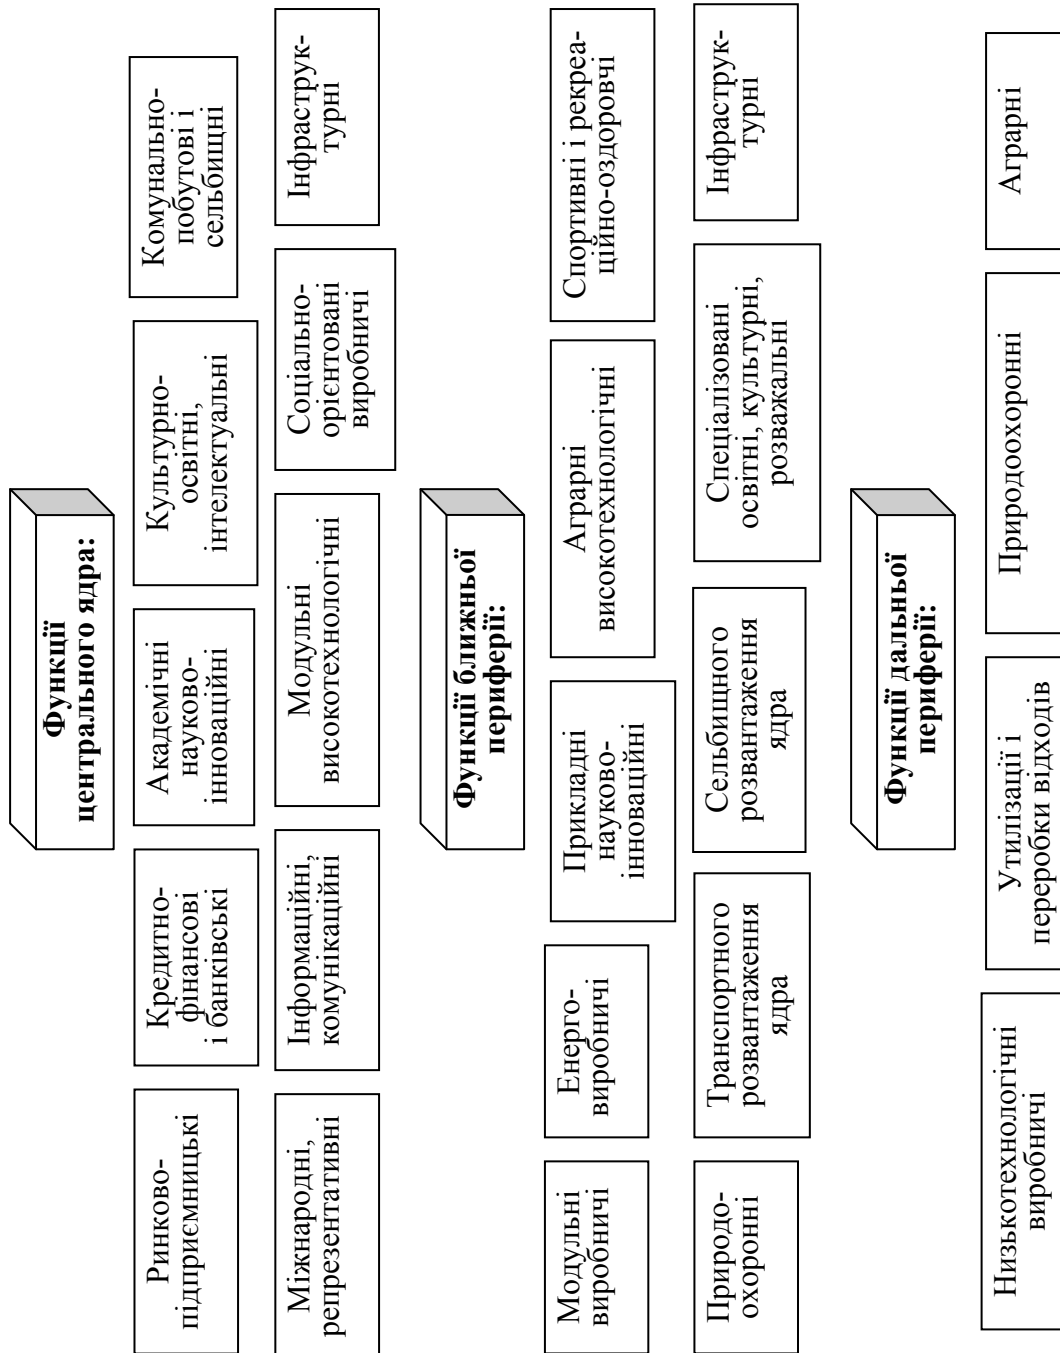 Функції
центрального ядра:
Ринково-
підприємницькі
Кредитно-
фінансові
і банківські
Академічні
науково-
інноваційні
Культурно-
освітні,
інтелектуальні
Комунально-
побутові і
сельбищні
Міжнародні,
репрезентативні
Інформаційні,
комунікаційні
Модульні
високотехнологічні
Соціально-
орієнтовані
виробничі
Інфраструк-
турні
Функції ближньої
периферії:
Модульні
виробничі
Енерго-
виробничі
Прикладні
науково-
інноваційні
Аграрні
високотехнологічні
Спортивні і рекреа-
ційно-оздоровчі
Природо-
охоронні
Транспортного
розвантаження
ядра
Сельбищного
розвантаження
ядра
Спеціалізовані
освітні, культурні,
розважальні
Інфраструк-
турні
Функції дальньої
периферії:
Низькотехнологічні
виробничі
Утилізації і
переробки відходів
Природоохоронні
Аграрні